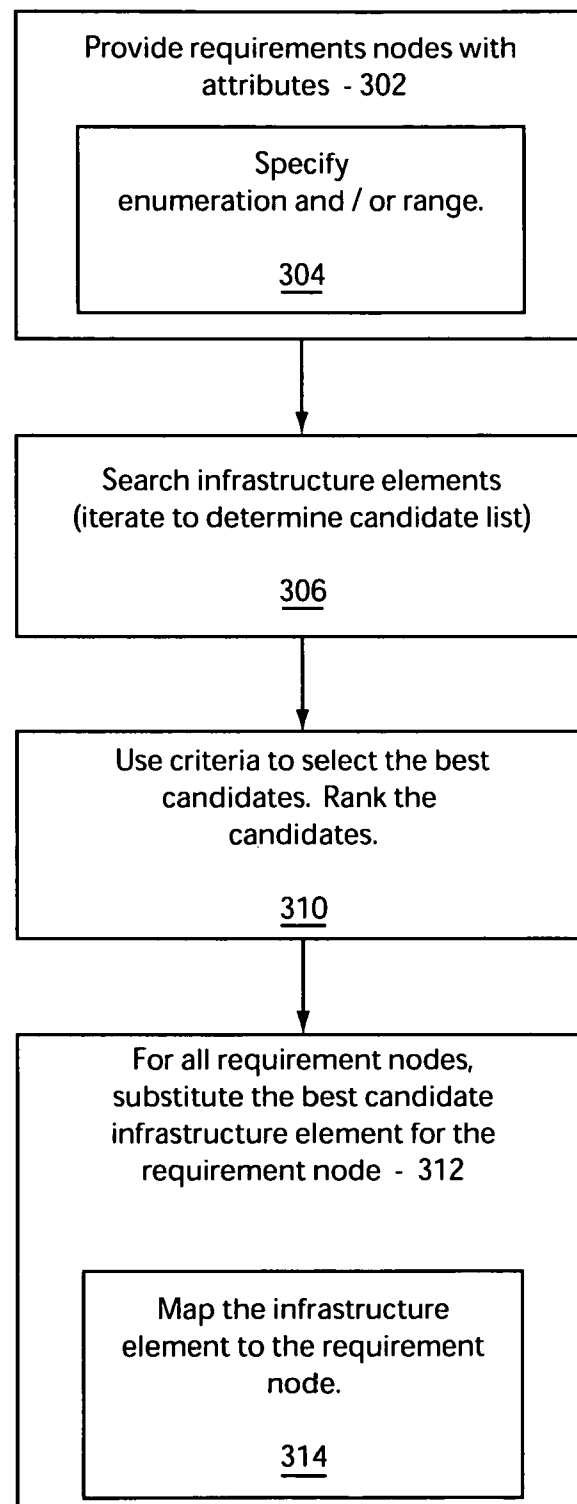 Provide requirements nodes with
attributes - 302
Specify
enumeration and / or range.
304
Search infrastructure elements
(iterate to determine candidate list)
306
Use criteria to select the best
candidates. Rank the
candidates.
310
For all requirement nodes,
substitute the best candidate
infrastructure element for the
requirement node - 312
Map the infrastructure
element to the requirement
node.
314